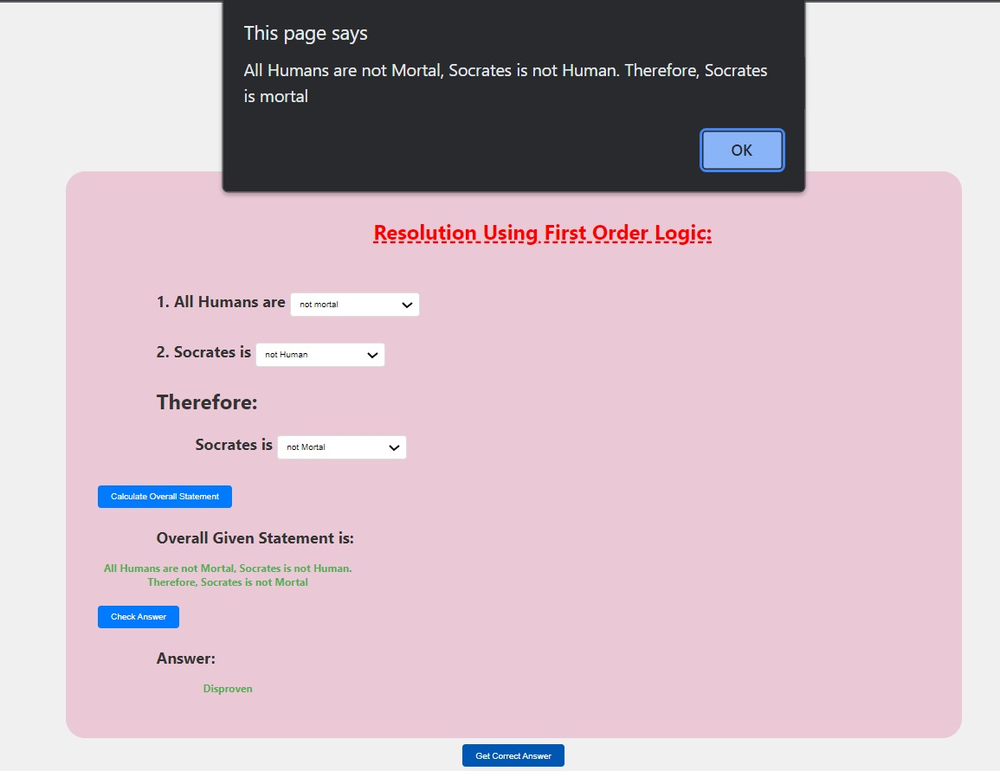 This page says
All Humans are not Mortal, Socrates is not Human. Therefore, Socrates
is mortal
OK
Resolution Using First Order Logic:
1. All Humans are not mortal
2. Socrates is not Human
Therefore:
Socrates is not Mortal
Calculate Overall Statement
Overall Given Statement is:
All Humans are not Mortal, Socrates is not Human.
Therefore, Socrates is not Mortal
Check Answer
Answer:
Disproven
Get Correct Answer